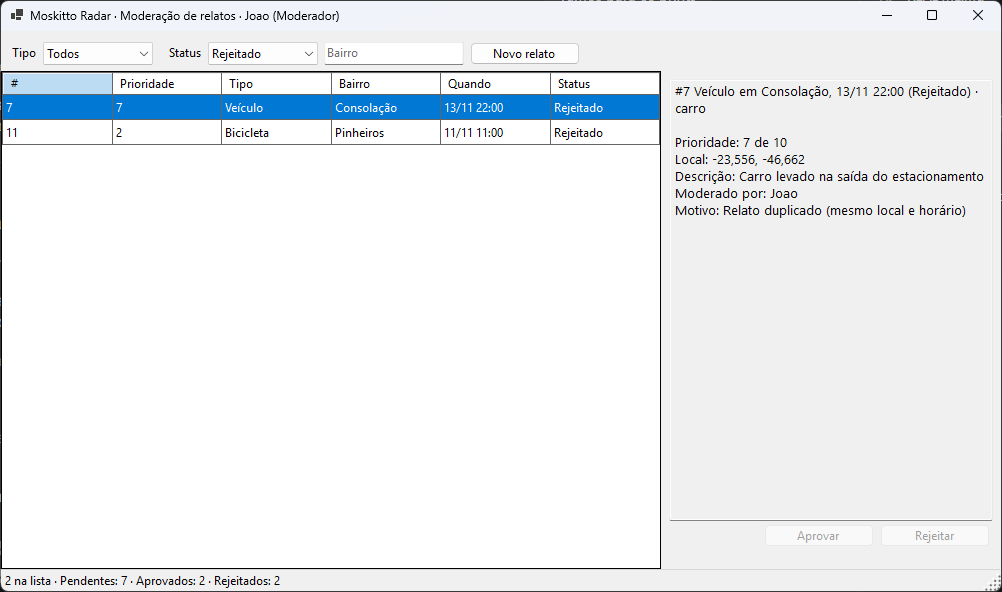 Moskitto Radar · Moderação de relatos · Joao (Moderador)
Tipo Todos Status Rejeitado Bairro Novo relato
# Prioridade Tipo Bairro Quando Status
7 7 Veículo Consolação 13/11 22:00 Rejeitado
11 2 Bicicleta Pinheiros 11/11 11:00 Rejeitado
#7 Veículo em Consolação, 13/11 22:00 (Rejeitado) ·
carro
Prioridade: 7 de 10
Local: -23,556, -46,662
Descrição: Carro levado na saída do estacionamento
Moderado por: Joao
Motivo: Relato duplicado (mesmo local e horário)
Aprovar Rejeitar
2 na lista · Pendentes: 7 · Aprovados: 2 · Rejeitados: 2